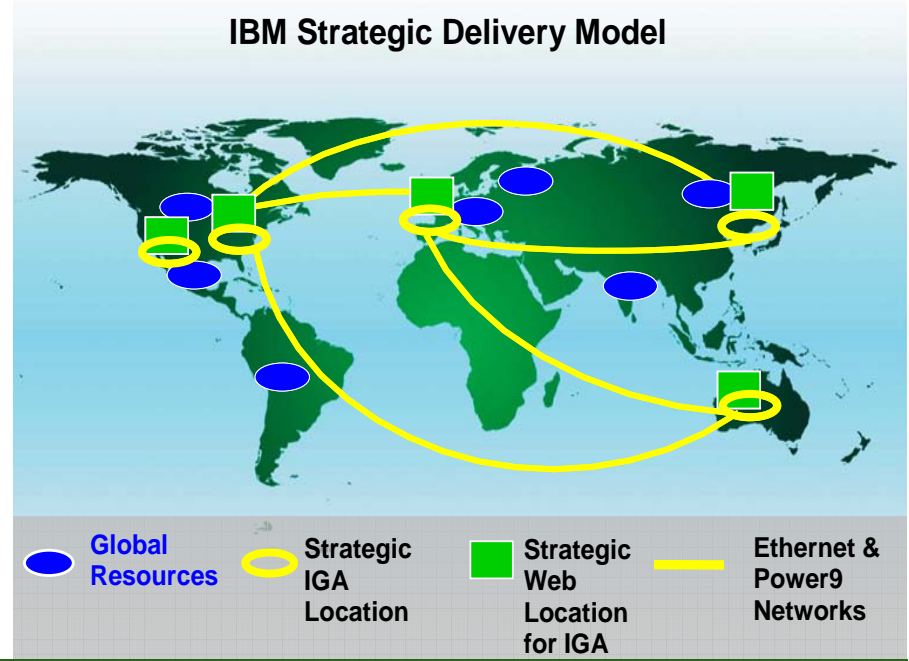 IBM Strategic Delivery Model
Global
Resources
Strategic
IGA
Location
Strategic
Web
Location
for IGA
Ethernet &
Power9
Networks